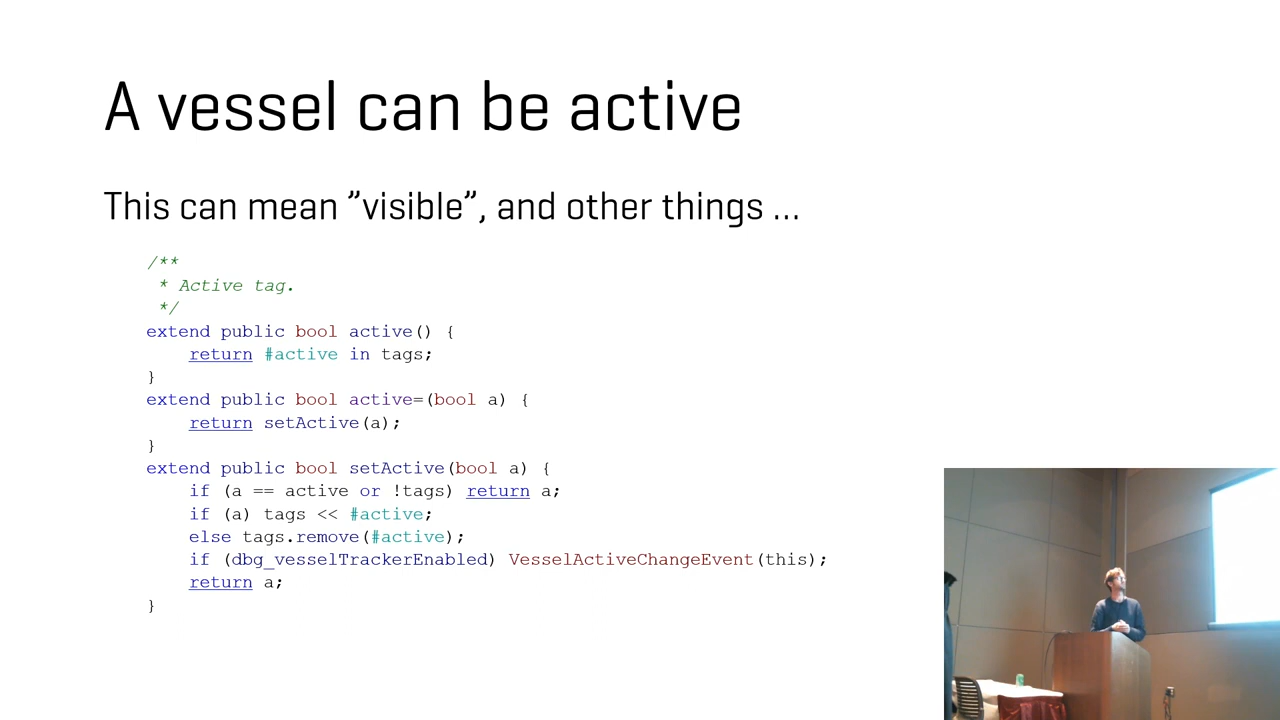 A vessel can be active
This can mean ”visible”, and other things ...
/**
 * Active tag.
 */
extend public bool active() {
    return #active in tags;
}
extend public bool active=(bool a) {
    return setActive(a);
}
extend public bool setActive(bool a) {
    if (a == active or !tags) return a;
    if (a) tags << #active;
    else tags.remove(#active);
    if (dbg_vesselTrackerEnabled) VesselActiveChangeEvent(this);
    return a;
}